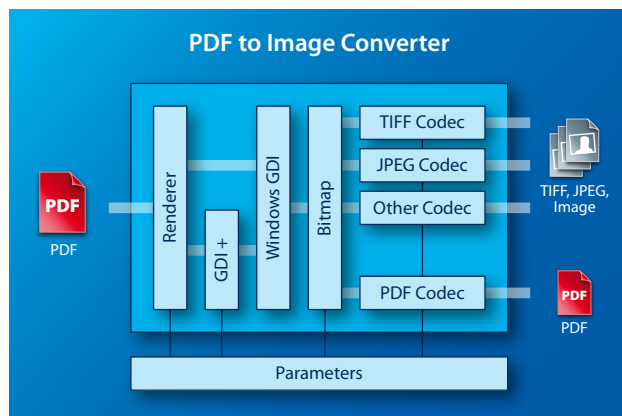 PDF to Image Converter
PDF
PDF
Renderer
GDI +
Windows GDI
Bitmap
TIFF Codec
JPEG Codec
Other Codec
PDF Codec
TIFF, JPEG,
Image
PDF
PDF
Parameters